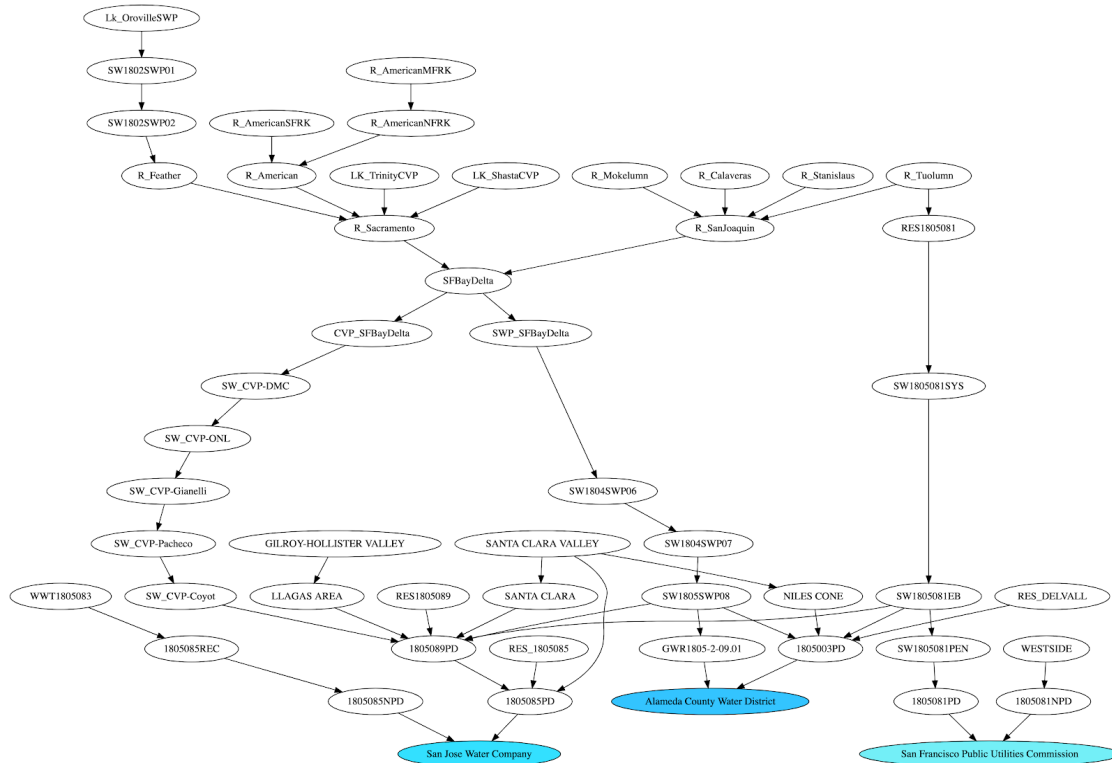 Lk_OrovilleSWP
SW1802SWP01
R_AmericanMFRK
SW1802SWP02
R_AmericanSFRK
R_AmericanNFRK
R_Feather
R_American
LK_TrinityCVP
LK_ShastaCVP
R_Mokelumn
R_Calaveras
R_Stanislaus
R_Tuolumn
R_Sacramento
R_SanJoaquin
RES1805081
SFBayDelta
CVP_SFBayDelta
SWP_SFBayDelta
SW_CVP-DMC
SW1805081SYS
SW_CVP-ONL
SW_CVP-Gianelli
SW1804SWP06
SW_CVP-Pacheco
GILROY-HOLLISTER VALLEY
SANTA CLARA VALLEY
SW1804SWP07
WWT1805083
SW_CVP-Coyot
LLAGAS AREA
RES1805089
SANTA CLARA
SW1805SWP08
NILES CONE
SW1805081EB
RES_DELVALL
1805085REC
1805089PD
RES_1805085
GWR1805-2-09.01
1805003PD
SW1805081PEN
WESTSIDE
1805085NPD
1805085PD
Alameda County Water District
1805081PD
1805081NPD
San Jose Water Company
San Francisco Public Utilities Commission